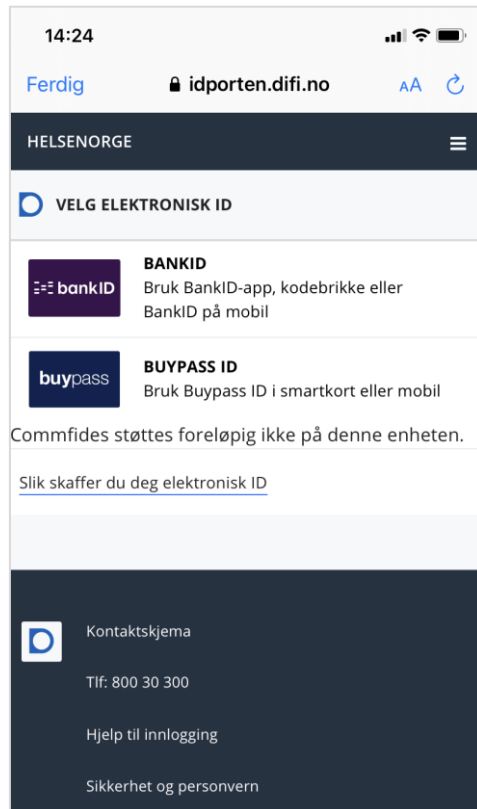 14:24
Ferdig
idporten.difi.no
AA
HELSENORGE
VELG ELEKTRONISK ID
bankID
BANKID
Bruk BankID-app, kodebrikke eller
BankID på mobil
buypass
BUYPASS ID
Bruk Buypass ID i smartkort eller mobil
Commfides støttes foreløpig ikke på denne enheten.
Slik skaffer du deg elektronisk ID
Kontaktskjema
Tlf: 800 30 300
Hjelp til innlogging
Sikkerhet og personvern